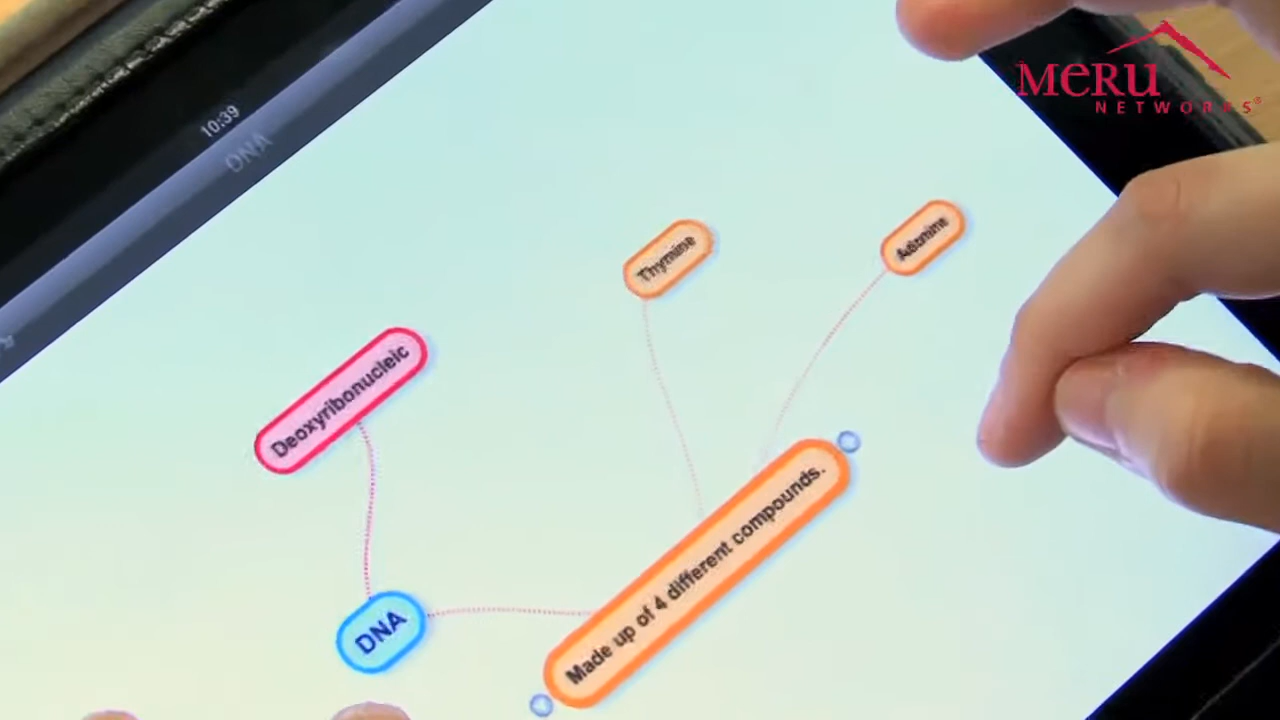 MERU
NETWORKS®
10:39
DNA
Thymine
Adenine
Deoxyribonucleic
Made up of 4 different compounds.
DNA